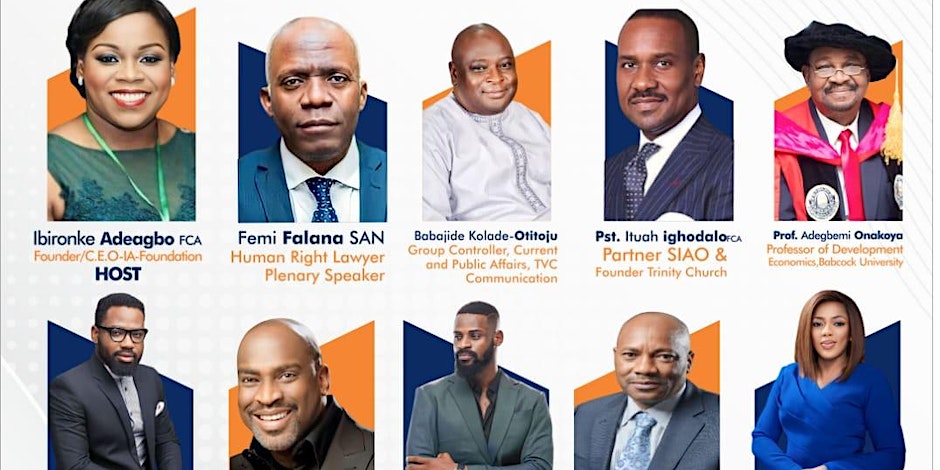 Ibironke Adeagbo FCA
Founder/C.E.O-IA-Foundation
HOST
Femi Falana SAN
Human Right Lawyer
Plenary Speaker
Babajide Kolade-Otitoju
Group Controller, Current
and Public Affairs, TVC
Communication
Pst. Ituah ighodaloFCA
Partner SIAO &
Founder Trinity Church
Prof. Adegbemi Onakoya
Professor of Development
Economics,Babcock University